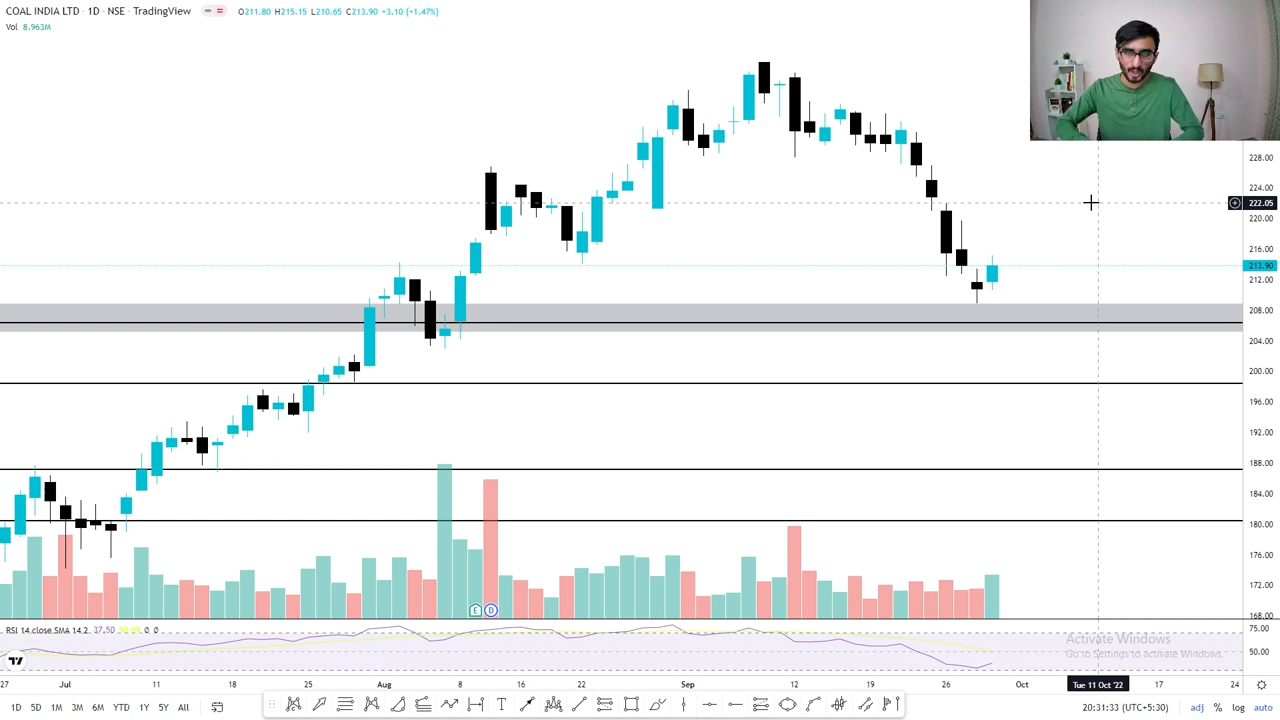 COAL INDIA LTD · 1D · NSE · TradingView O211.80 H215.15 L210.65 C213.90 +3.10 (+1.47%)
Vol 8.963M
228.00
224.00
222.05
220.00
216.00
213.90
212.00
208.00
204.00
200.00
196.00
192.00
188.00
184.00
180.00
176.00
172.00
168.00
E D
RSI 14 close SMA 14 2 37.50 Ø Ø
75.00
50.00
Activate Windows
Go to Settings to activate Windows.
27 Jul 11 18 25 Aug 8 16 22 Sep 12 19 26 Oct Tue 11 Oct '22 17 24
1D 5D 1M 3M 6M YTD 1Y 5Y All
20:31:33 (UTC+5:30) adj % log auto